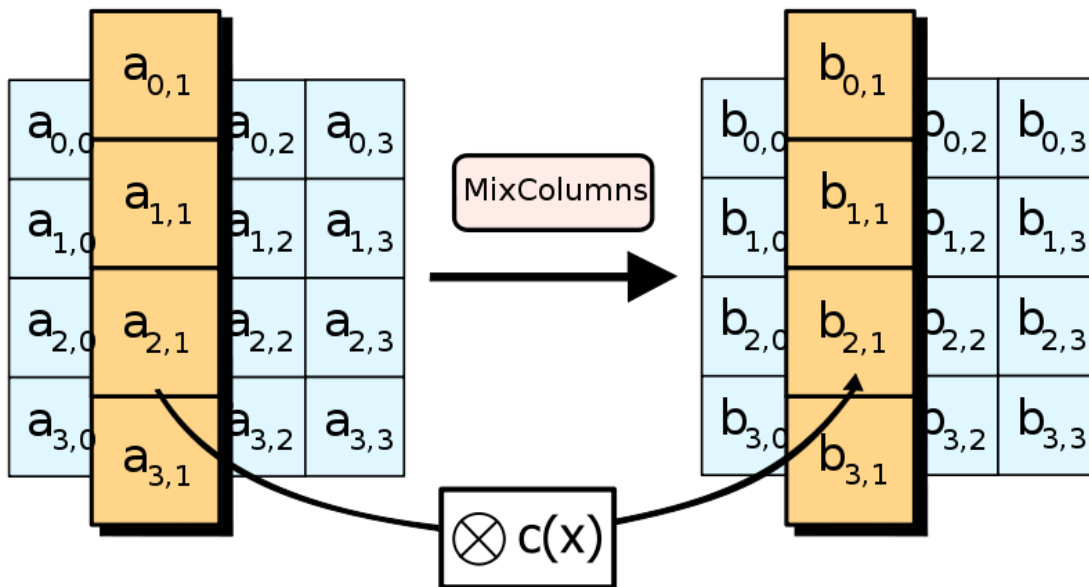 a0,1
b0,1
a0,0 a0,2 a0,3
b0,0 b0,2 b0,3
MixColumns
a1,1
b1,1
a1,0 a1,2 a1,3
b1,0 b1,2 b1,3
a2,1
b2,1
a2,0 a2,2 a2,3
b2,0 b2,2 b2,3
a3,0 a3,2 a3,3
b3,0 b3,2 b3,3
a3,1
b3,1
⊗ c(x)